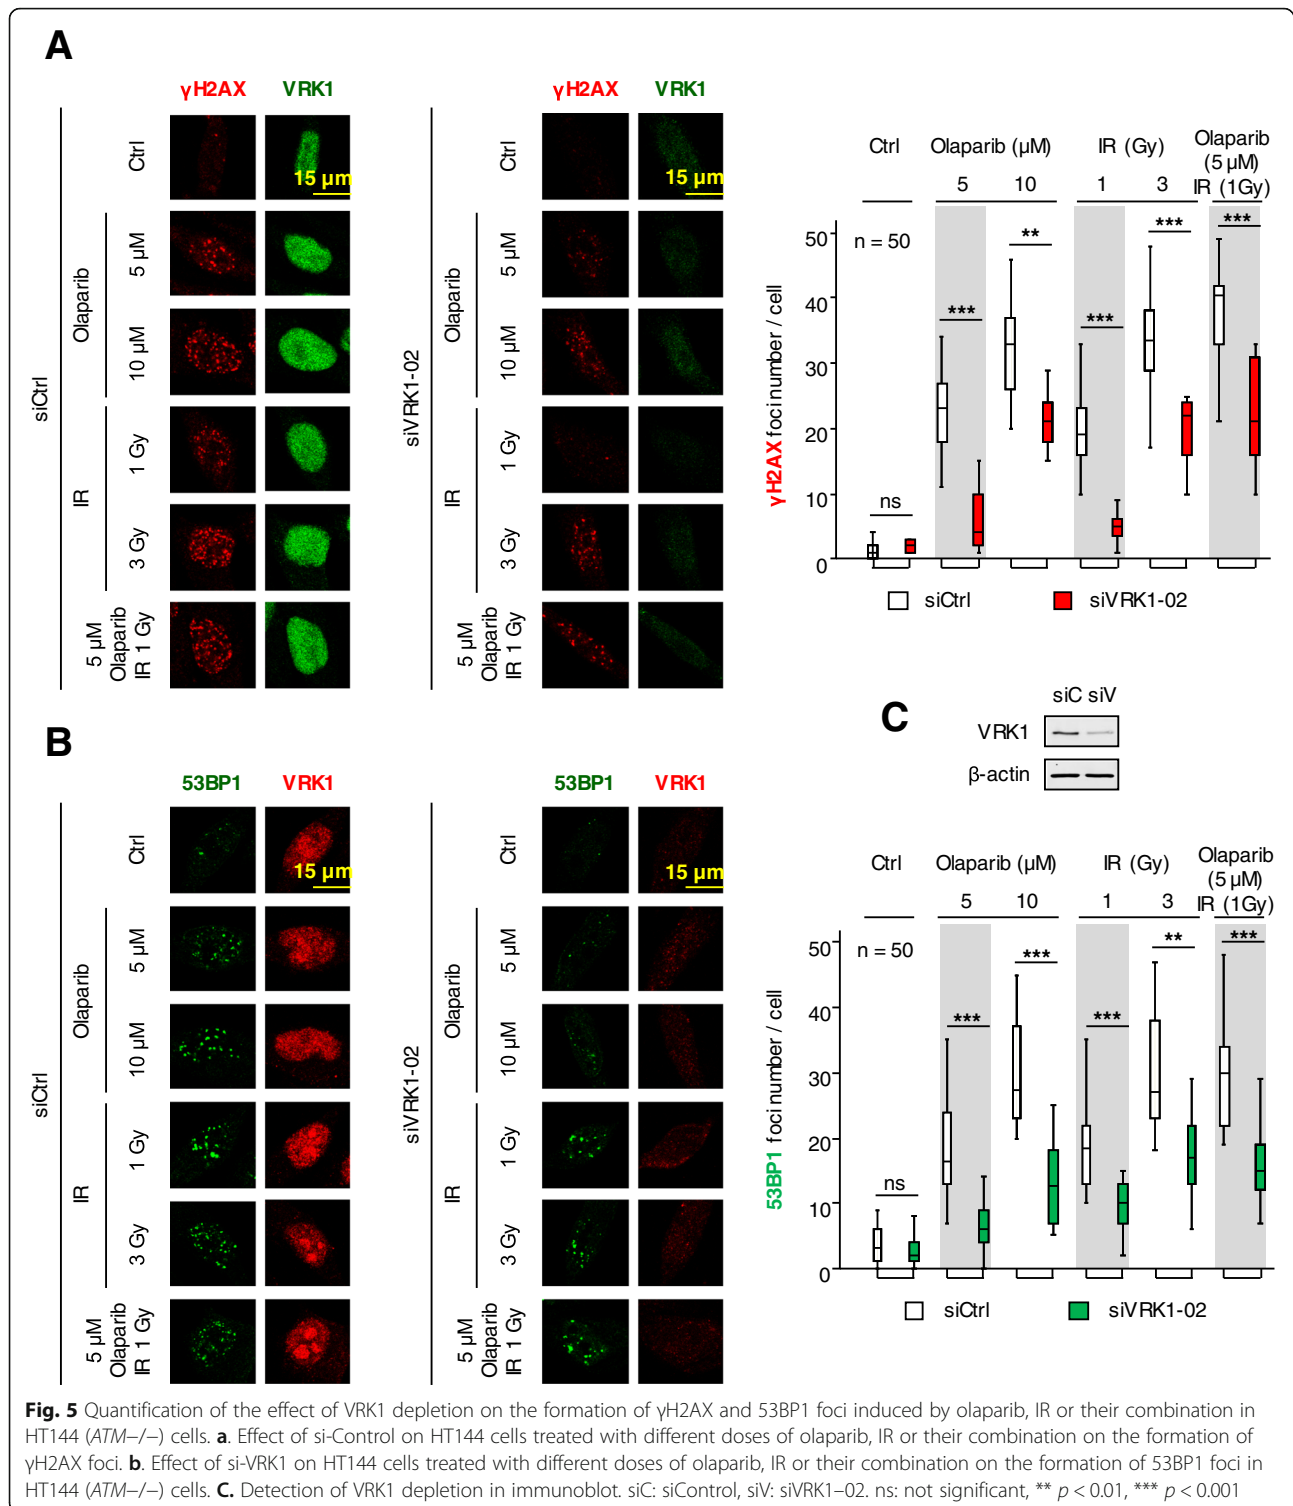 A
γH2AX VRK1
γH2AX VRK1
siCtrl
Ctrl
15 µm
Olaparib
5 µM
10 µM
IR
1 Gy
3 Gy
5 µM
Olaparib
IR 1 Gy
siVRK1-02
Ctrl
15 µm
Olaparib
5 µM
10 µM
IR
1 Gy
3 Gy
5 µM
Olaparib
IR 1 Gy
Ctrl Olaparib (µM) IR (Gy) Olaparib
(5 µM)
IR (1Gy)
5 10 1 3
n = 50
γH2AX foci number / cell
50
40
30
20
10
0
ns *** ** *** *** ***
siCtrl siVRK1-02
C
siC siV
VRK1
β-actin
B
53BP1 VRK1
53BP1 VRK1
siCtrl
Ctrl
15 µm
Olaparib
5 µM
10 µM
IR
1 Gy
3 Gy
5 µM
Olaparib
IR 1 Gy
siVRK1-02
Ctrl
15 µm
Olaparib
5 µM
10 µM
IR
1 Gy
3 Gy
5 µM
Olaparib
IR 1 Gy
Ctrl Olaparib (µM) IR (Gy) Olaparib
(5 µM)
IR (1Gy)
5 10 1 3
n = 50
53BP1 foci number / cell
50
40
30
20
10
0
ns *** *** *** ** ***
siCtrl siVRK1-02
Fig. 5 Quantification of the effect of VRK1 depletion on the formation of γH2AX and 53BP1 foci induced by olaparib, IR or their combination in
HT144 (ATM−/−) cells. a. Effect of si-Control on HT144 cells treated with different doses of olaparib, IR or their combination on the formation of
γH2AX foci. b. Effect of si-VRK1 on HT144 cells treated with different doses of olaparib, IR or their combination on the formation of 53BP1 foci in
HT144 (ATM−/−) cells. C. Detection of VRK1 depletion in immunoblot. siC: siControl, siV: siVRK1–02. ns: not significant, ** p < 0.01, *** p < 0.001